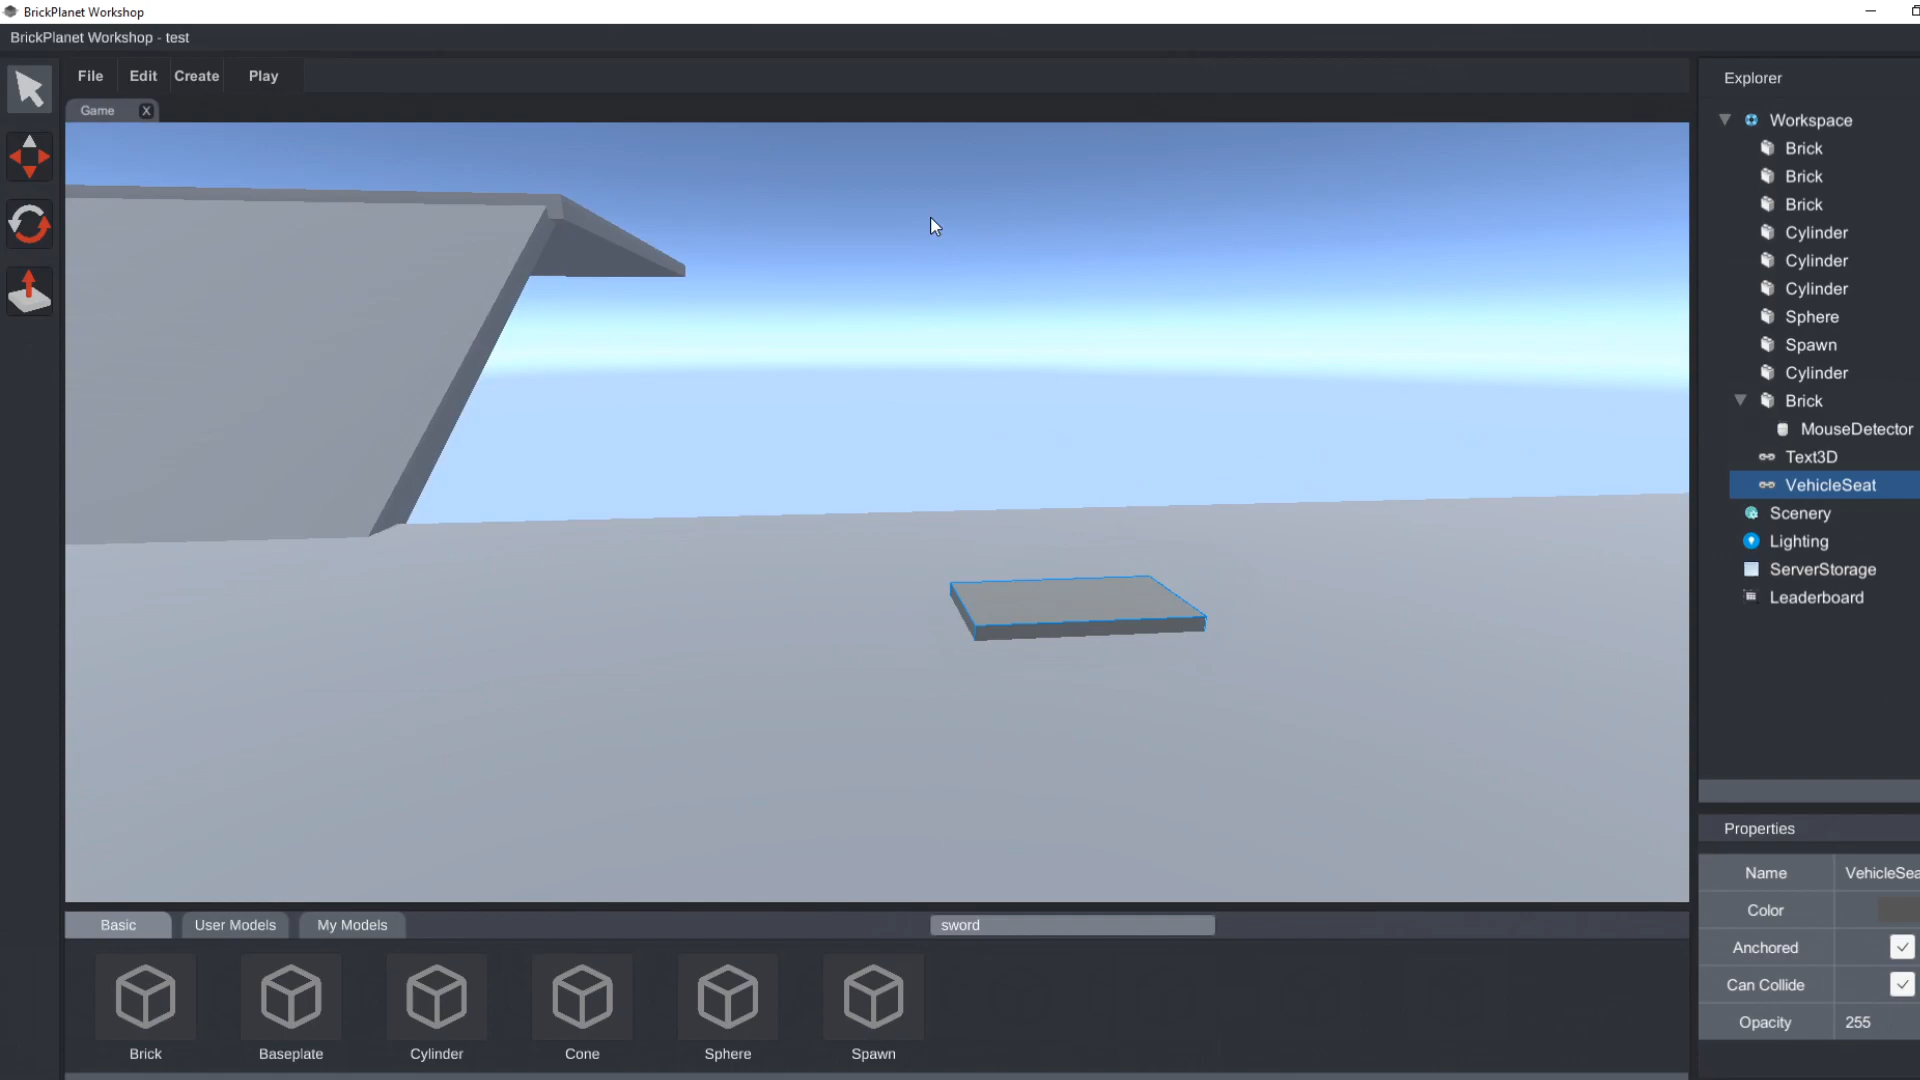 BrickPlanet Workshop
BrickPlanet Workshop - test
File Edit Create Play
Game X
Explorer
Workspace
Brick
Brick
Brick
Cylinder
Cylinder
Cylinder
Sphere
Spawn
Cylinder
Brick
MouseDetector
Text3D
VehicleSeat
Scenery
Lighting
ServerStorage
Leaderboard
Properties
Name VehicleSea
Color
Anchored
Can Collide
Opacity 255
Basic User Models My Models sword
Brick Baseplate Cylinder Cone Sphere Spawn